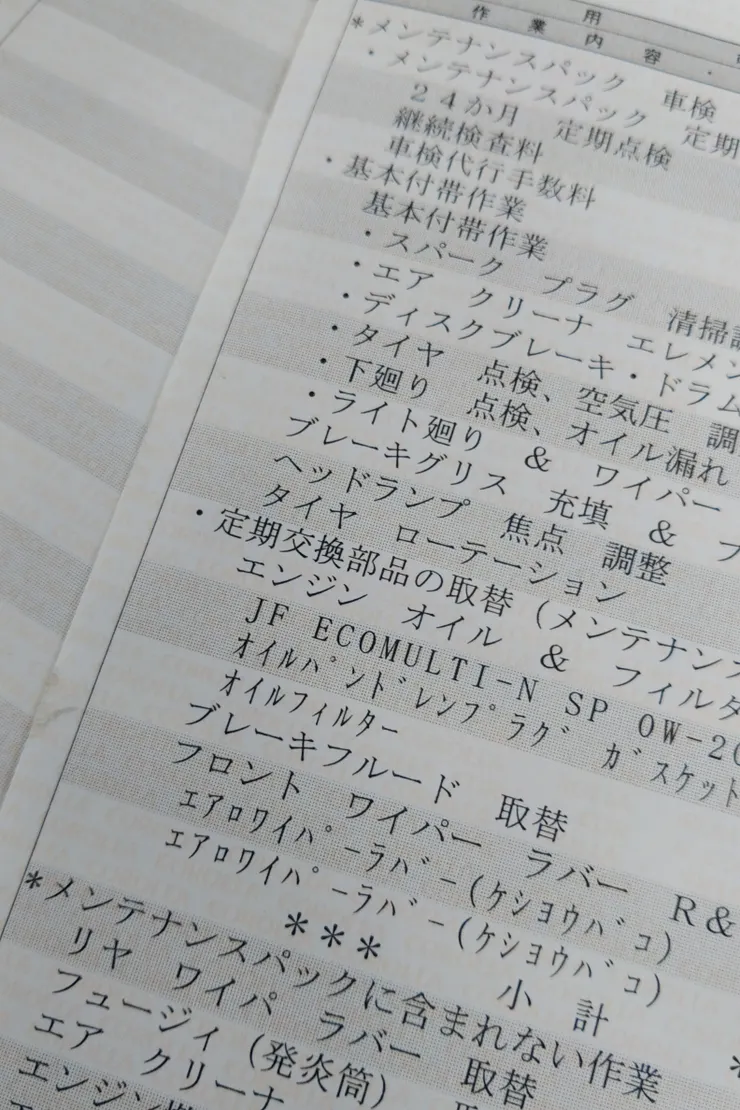 用
作業内容・
*メンテナンスパック 車検
・メンテナンスパック 定期
24か月 定期点検
継続検査料
車検代行手数料
・基本付帯作業
基本付帯作業
・スパーク プラグ 清掃
・エア クリーナ エレメン
・ディスクブレーキ・ドラム
・タイヤ 点検、空気圧 調
・下廻り 点検、オイル漏れ
・ライト廻り & ワイパー
ブレーキグリス 充填 & フ
ヘッドランプ 焦点 調整
タイヤ ローテーション
・定期交換部品の取替(メンテナンス
エンジン オイル & フィルタ
JF ECOMULTI-N SP 0W-20
オイルパンドレンプラグ ガスケット
オイルフィルター
ブレーキフルード 取替
フロント ワイパー ラバー R&
エアロワイパーラバー(ケショウバコ)
エアロワイパーラバー(ケショウバコ)
*** 小計 *
*メンテナンスパックに含まれない作業
リヤ ワイパ ラバー 取替
フュージィ(発炎筒) 取
エア クリーナ
エンジン